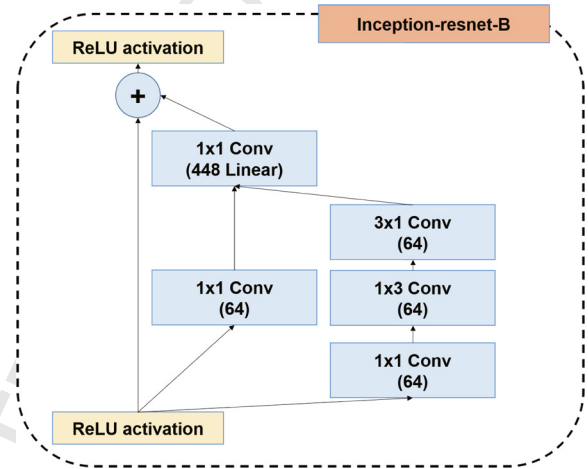 Inception-resnet-B
ReLU activation
+
1x1 Conv
(448 Linear)
3x1 Conv
(64)
1x1 Conv
(64)
1x3 Conv
(64)
1x1 Conv
(64)
ReLU activation